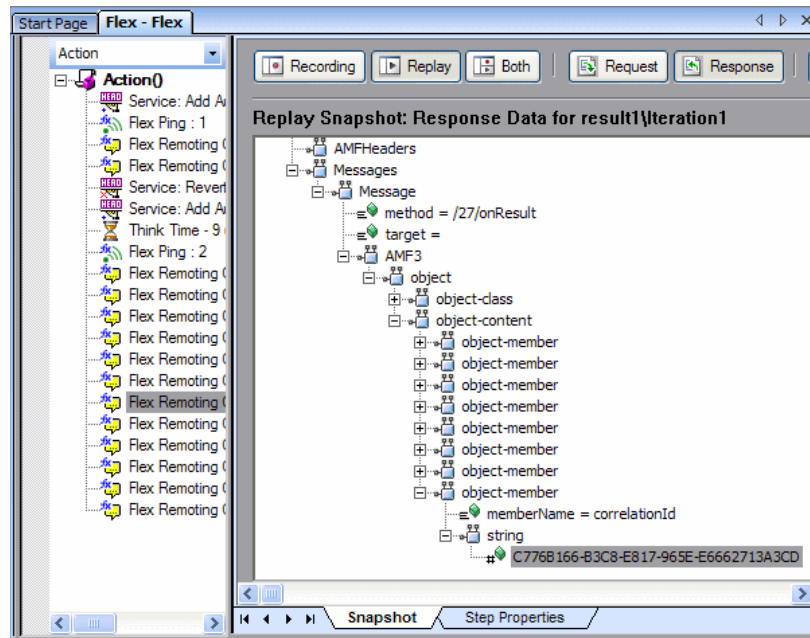 Start Page Flex - Flex
Action
Action()
Service: Add A
Flex Ping : 1
Flex Remoting
Flex Remoting
Service: Revert
Service: Add A
Think Time - 9
Flex Ping : 2
Flex Remoting
Flex Remoting
Flex Remoting
Flex Remoting
Flex Remoting
Flex Remoting
Flex Remoting
Flex Remoting
Flex Remoting
Flex Remoting
Flex Remoting
Flex Remoting
Recording Replay Both Request Response
Replay Snapshot: Response Data for result1\Iteration1
AMFHeaders
Messages
Message
method = /27/onResult
target =
AMF3
object
object-class
object-content
object-member
object-member
object-member
object-member
object-member
object-member
object-member
object-member
memberName = correlationId
string
C776B166-B3C8-E817-965E-E6662713A3CD
Snapshot Step Properties